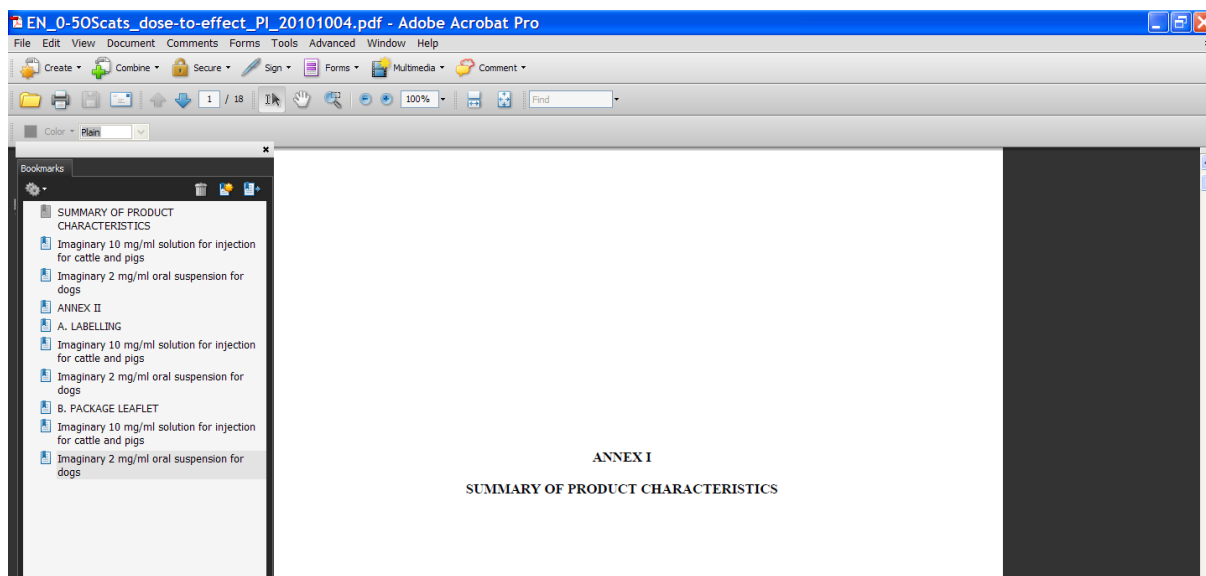 EN_0-5OScats_dose-to-effect_PI_20101004.pdf - Adobe Acrobat Pro
File Edit View Document Comments Forms Tools Advanced Window Help
Create Combine Secure Sign Forms Multimedia Comment
1 / 18 100% Find
Color Plain
Bookmarks
SUMMARY OF PRODUCT
CHARACTERISTICS
Imaginary 10 mg/ml solution for injection
for cattle and pigs
Imaginary 2 mg/ml oral suspension for
dogs
ANNEX II
A. LABELLING
Imaginary 10 mg/ml solution for injection
for cattle and pigs
Imaginary 2 mg/ml oral suspension for
dogs
B. PACKAGE LEAFLET
Imaginary 10 mg/ml solution for injection
for cattle and pigs
Imaginary 2 mg/ml oral suspension for
dogs
ANNEX I
SUMMARY OF PRODUCT CHARACTERISTICS